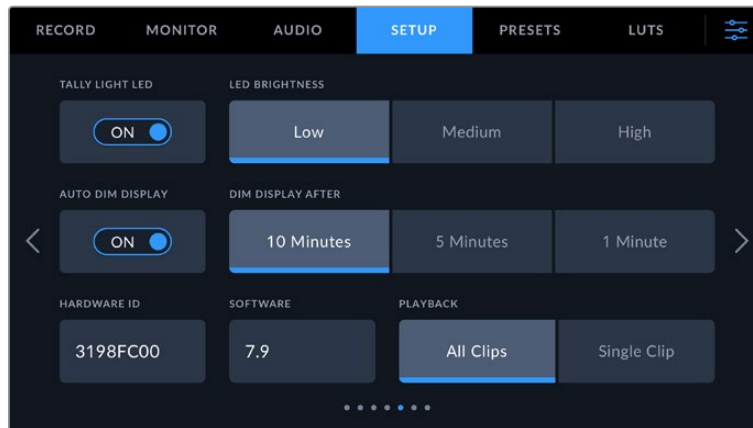 RECORD MONITOR AUDIO SETUP PRESETS LUTS
TALLY LIGHT LED LED BRIGHTNESS
ON Low Medium High
AUTO DIM DISPLAY DIM DISPLAY AFTER
ON 10 Minutes 5 Minutes 1 Minute
HARDWARE ID SOFTWARE PLAYBACK
3198FC00 7.9 All Clips Single Clip